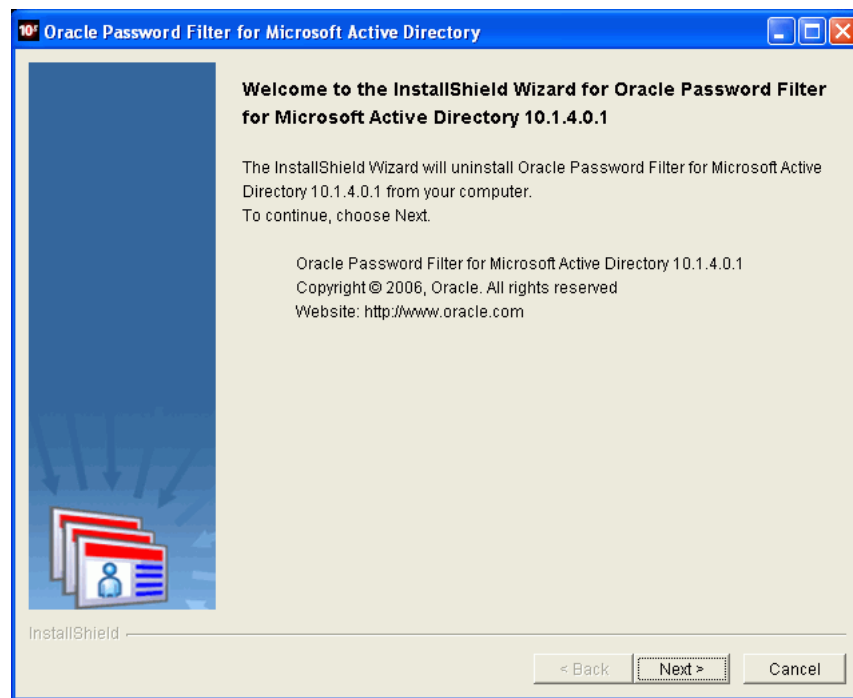 10g Oracle Password Filter for Microsoft Active Directory
Welcome to the InstallShield Wizard for Oracle Password Filter
for Microsoft Active Directory 10.1.4.0.1
The InstallShield Wizard will uninstall Oracle Password Filter for Microsoft Active
Directory 10.1.4.0.1 from your computer.
To continue, choose Next.
Oracle Password Filter for Microsoft Active Directory 10.1.4.0.1
Copyright © 2006, Oracle. All rights reserved
Website: http://www.oracle.com
InstallShield
< Back
Next >
Cancel